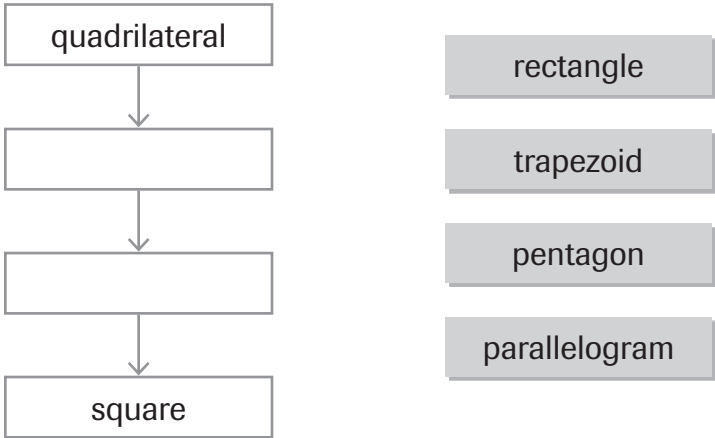 quadrilateral
square
rectangle
trapezoid
pentagon
parallelogram